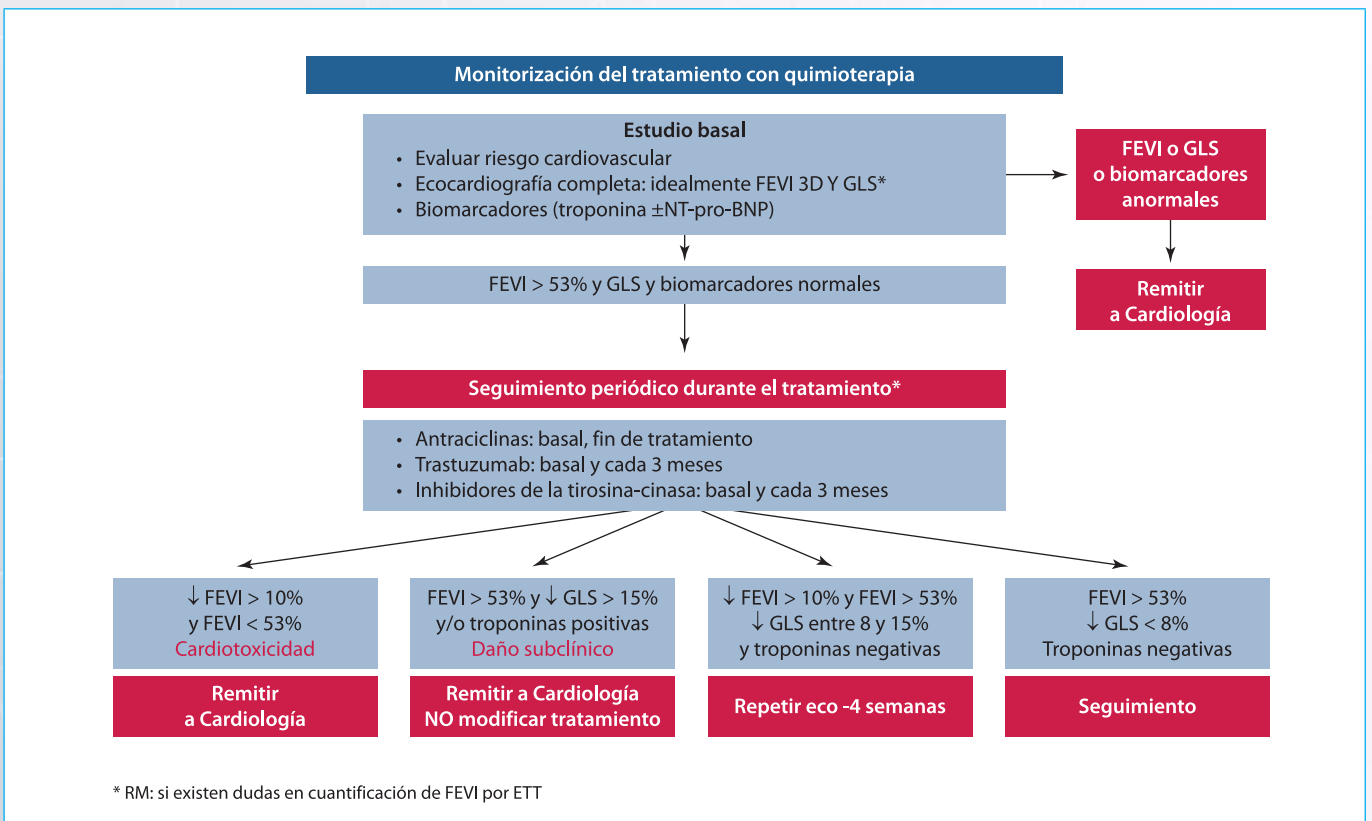 Monitorización del tratamiento con quimioterapia
Estudio basal
• Evaluar riesgo cardiovascular
• Ecocardiografía completa: idealmente FEVI 3D Y GLS*
• Biomarcadores (troponina ±NT-pro-BNP)
FEVI o GLS
o biomarcadores
anormales
FEVI > 53% y GLS y biomarcadores normales
Remitir
a Cardiología
Seguimiento periódico durante el tratamiento*
• Antraciclinas: basal, fin de tratamiento
• Trastuzumab: basal y cada 3 meses
• Inhibidores de la tirosina-cinasa: basal y cada 3 meses
↓ FEVI > 10%
y FEVI < 53%
Cardiotoxicidad
Remitir
a Cardiología
FEVI > 53% y ↓ GLS > 15%
y/o troponinas positivas
Daño subclínico
Remitir a Cardiología
NO modificar tratamiento
↓ FEVI > 10% y FEVI > 53%
↓ GLS entre 8 y 15%
y troponinas negativas
Repetir eco -4 semanas
FEVI > 53%
↓ GLS < 8%
Troponinas negativas
Seguimiento
* RM: si existen dudas en cuantificación de FEVI por ETT